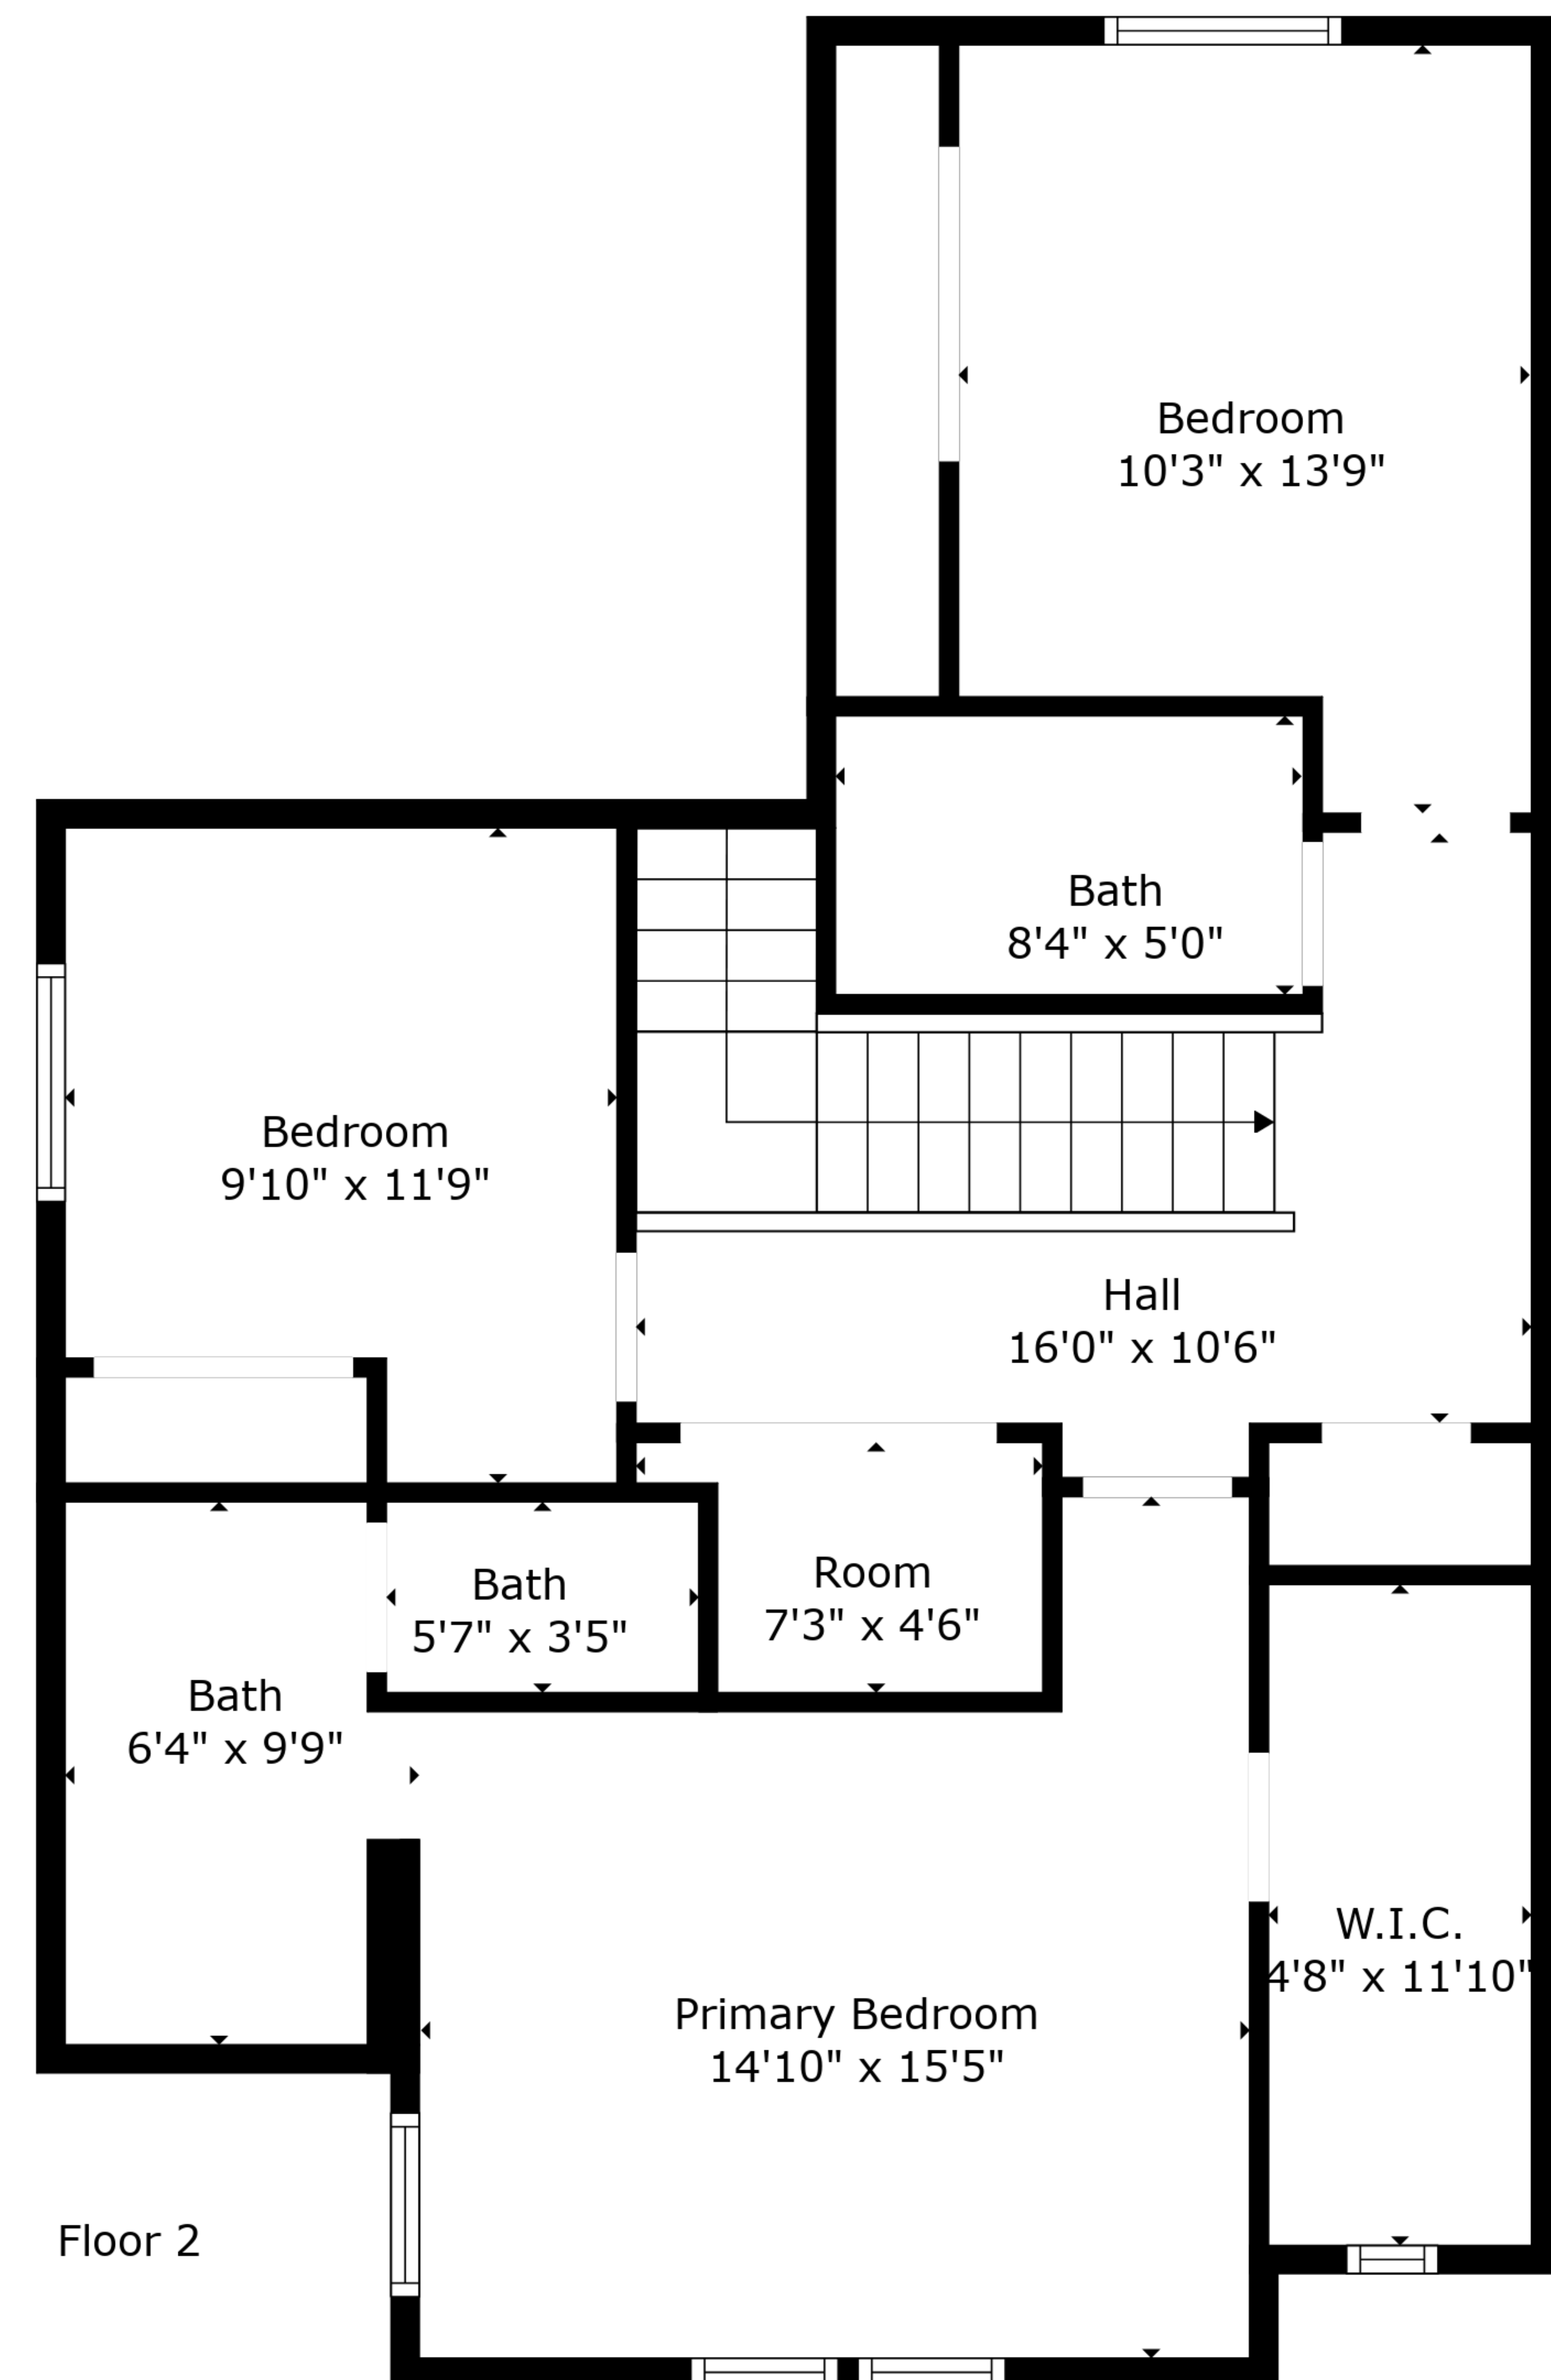 Bedroom
10'3" x 13'9"
Bath
8'4" x 5'0"
Bedroom
9'10" x 11'9"
Hall
16'0" x 10'6"
Bath
5'7" x 3'5"
Room
7'3" x 4'6"
Bath
6'4" x 9'9"
W.I.C.
4'8" x 11'10"
Primary Bedroom
14'10" x 15'5"
Floor 2